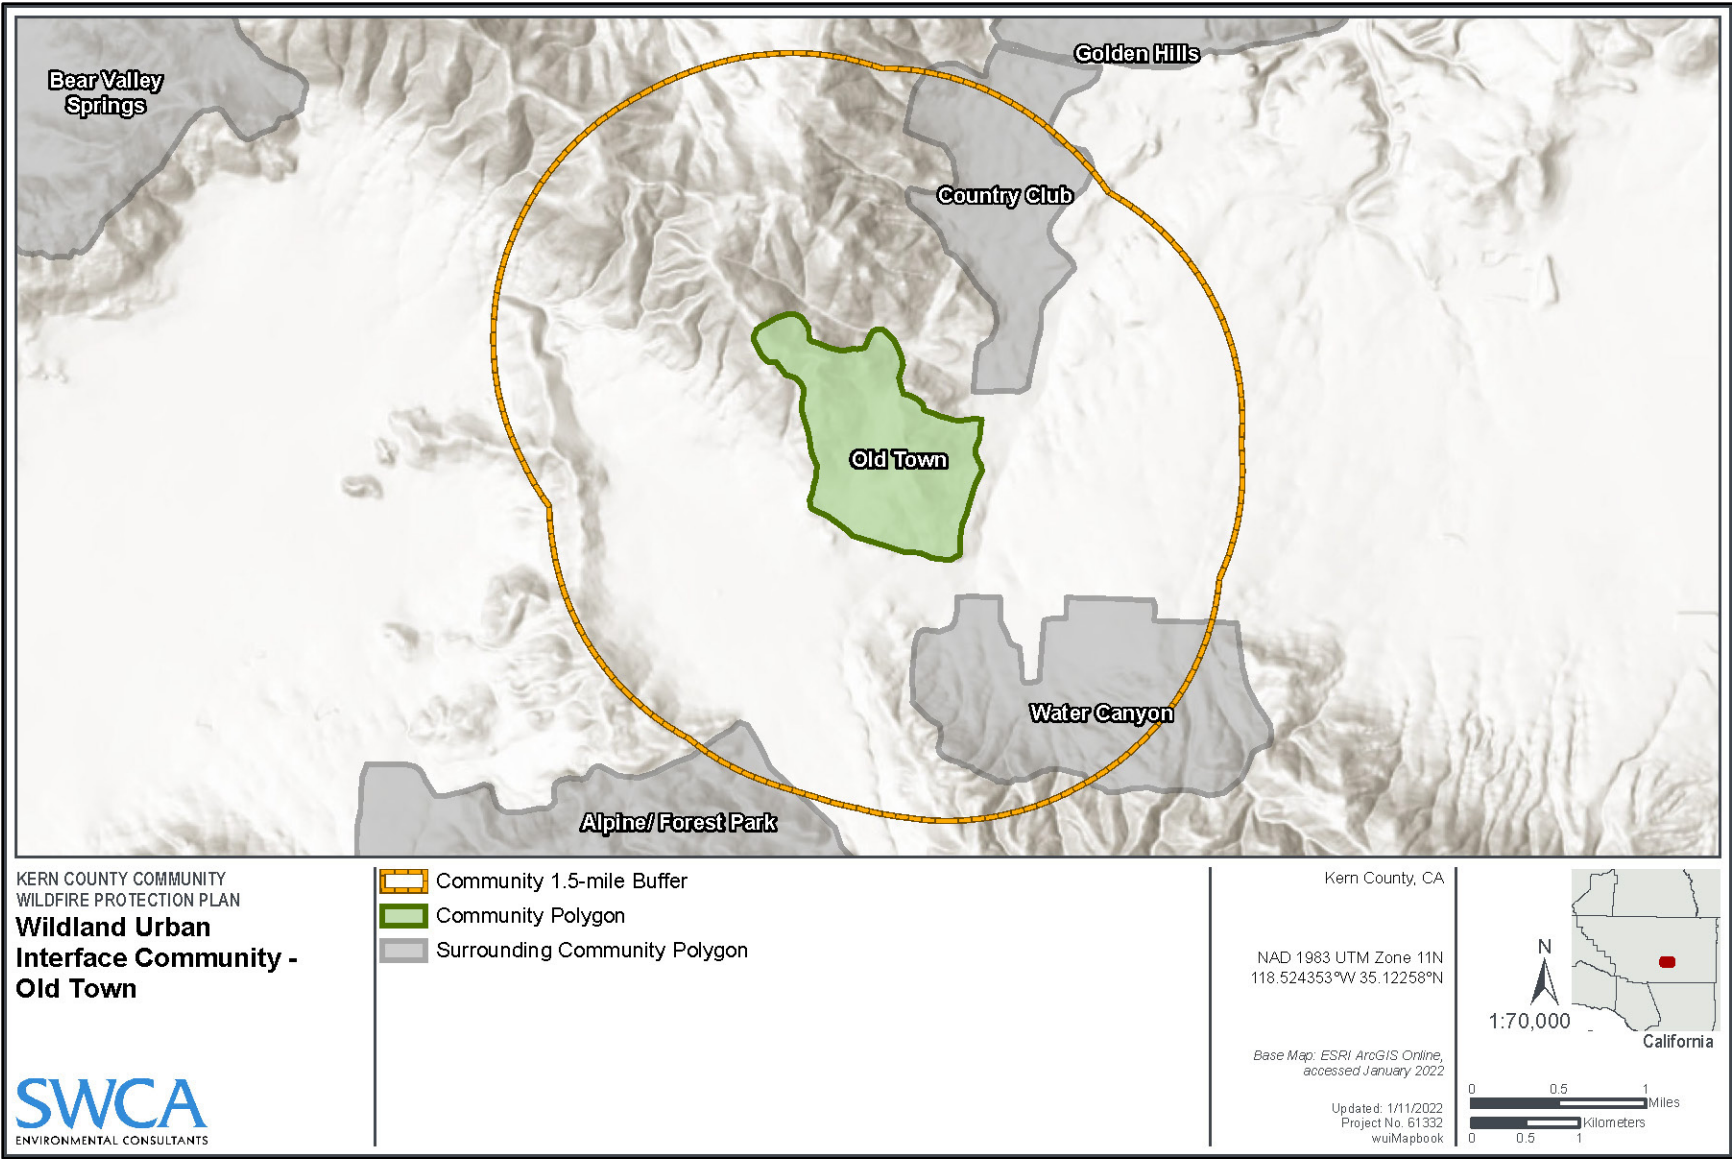 Bear Valley
Springs
Golden Hills
Country Club
Old Town
Water Canyon
Alpine/ Forest Park
KERN COUNTY COMMUNITY
WILDFIRE PROTECTION PLAN
Wildland Urban
Interface Community -
Old Town
SWCA
ENVIRONMENTAL CONSULTANTS
Community 1.5-mile Buffer
Community Polygon
Surrounding Community Polygon
Kern County, CA
NAD 1983 UTM Zone 11N
118.524353°W 35.12258°N
Base Map: ESRI ArcGIS Online,
accessed January 2022
Updated: 1/11/2022
Project No. 61332
wuiMapbook
N
1:70,000
California
0 0.5 1
Miles
Kilometers
0 0.5 1